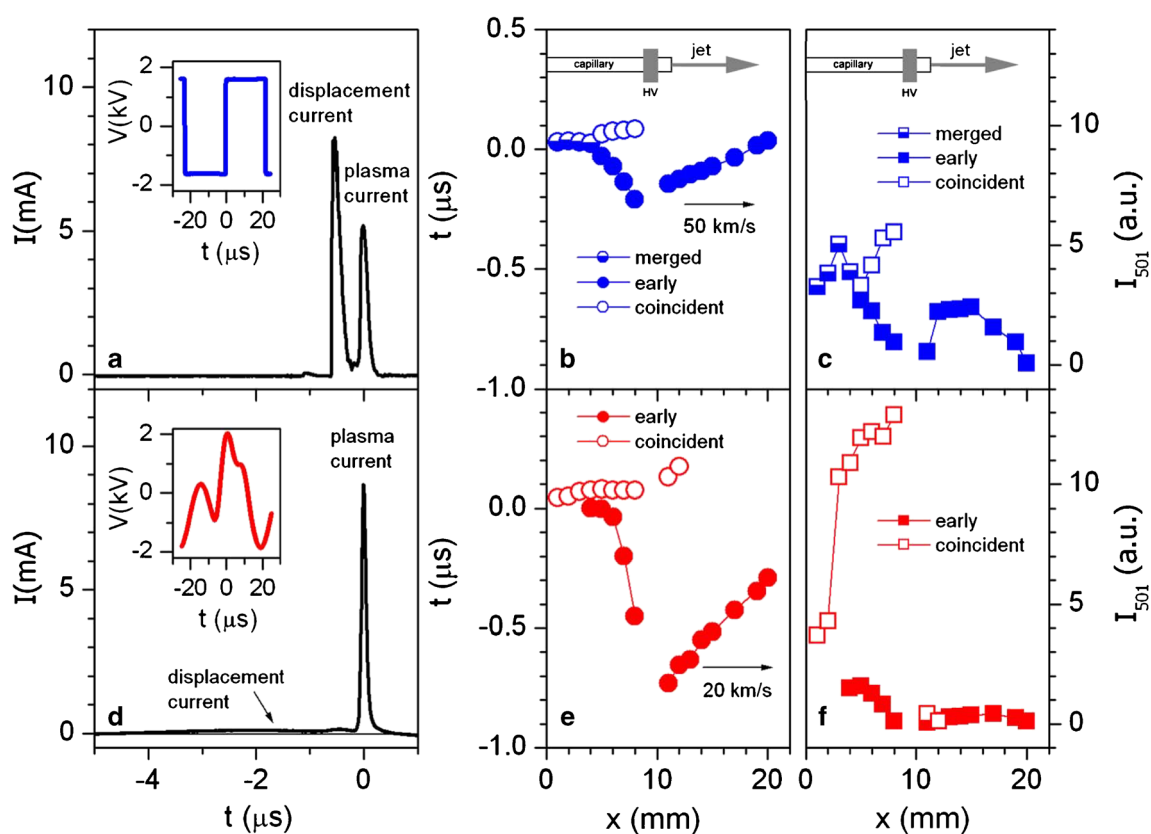 I(mA)
10
5
0
V(kV)
2
0
-2
-20 0 20
t (μs)
displacement
current
plasma
current
a
t (μs)
0.5
0.0
-0.5
-1.0
capillary
HV
jet
50 km/s
merged
early
coincident
b
capillary
HV
jet
merged
early
coincident
c
10
5
0
I501 (a.u.)
I(mA)
10
5
0
V(kV)
2
0
-2
-20 0 20
t (μs)
plasma
current
displacement
current
d
-4 -2 0
t (μs)
t (μs)
0.0
-0.5
-1.0
early
coincident
20 km/s
e
0 10 20
x (mm)
early
coincident
f
10
5
0
I501 (a.u.)
0 10 20
x (mm)